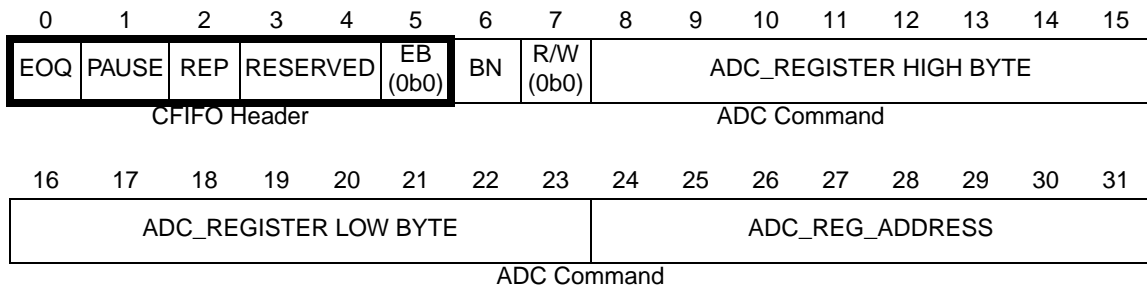 0 1 2 3 4 5 6 7 8 9 10 11 12 13 14 15
EOQ PAUSE REP RESERVED EB (0b0) BN R/W (0b0) ADC_REGISTER HIGH BYTE
CFIFO Header ADC Command
16 17 18 19 20 21 22 23 24 25 26 27 28 29 30 31
ADC_REGISTER LOW BYTE ADC_REG_ADDRESS
ADC Command